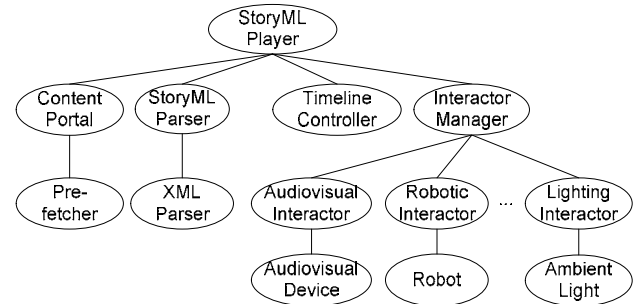 StoryML
Player
Content
Portal
StoryML
Parser
Timeline
Controller
Interactor
Manager
Pre-
fetcher
XML
Parser
Audiovisual
Interactor
Robotic
Interactor
...
Lighting
Interactor
Audiovisual
Device
Robot
Ambient
Light